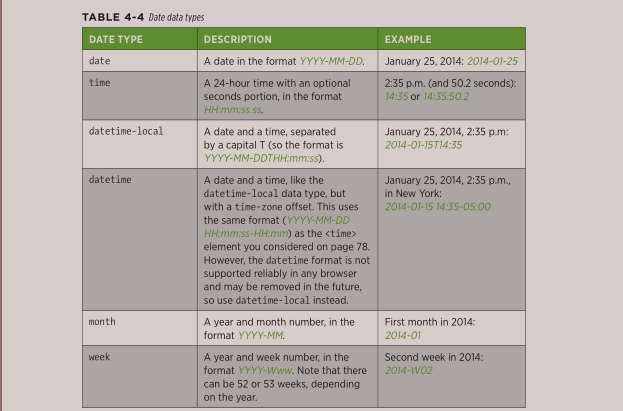 TABLE 4-4 Date data types
DATE TYPE DESCRIPTION EXAMPLE
date A date in the format YYYY-MM-DD. January 25, 2014: 2014-01-25
time A 24-hour time with an optional 2:35 p.m. (and 50.2 seconds):
seconds portion, in the format 14:35 or 14:35:50.2
HH:mm:ss.ss.
datetime-local A date and a time, separated January 25, 2014, 2:35 p.m:
by a capital T (so the format is 2014-01-15T14:35
YYYY-MM-DDTHH:mm:ss).
datetime A date and a time, like the January 25, 2014, 2:35 p.m.,
datetime-local data type, but in New York:
with a time-zone offset. This uses 2014-01-15 14:35-05:00
the same format (YYYY-MM-DD
HH:mm:ss-HH:mm) as the <time>
element you considered on page 78.
However, the datetime format is not
supported reliably in any browser
and may be removed in the future,
so use datetime-local instead.
month A year and month number, in the First month in 2014:
format YYYY-MM. 2014-01
week A year and week number, in the Second week in 2014:
format YYYY-Www. Note that there 2014-W02
can be 52 or 53 weeks, depending
on the year.